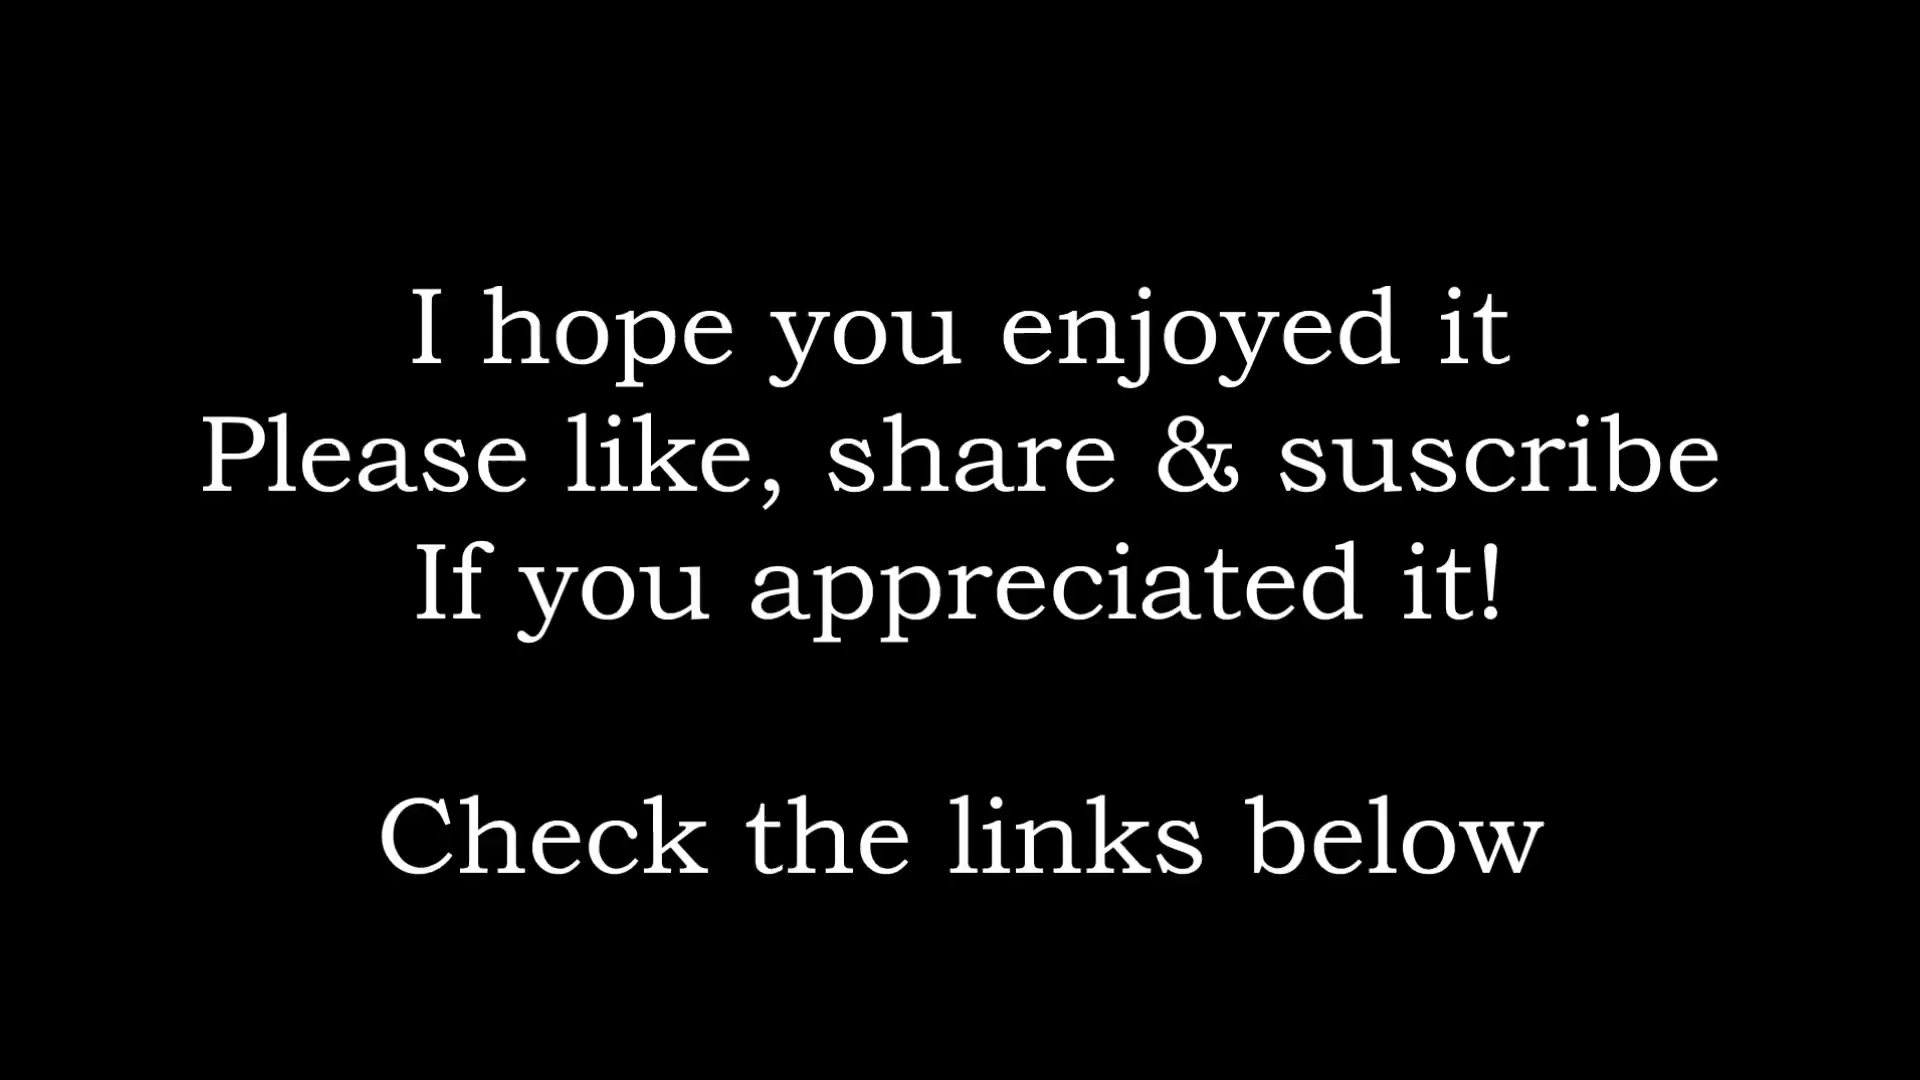 I hope you enjoyed it
Please like, share & suscribe
If you appreciated it!
Check the links below